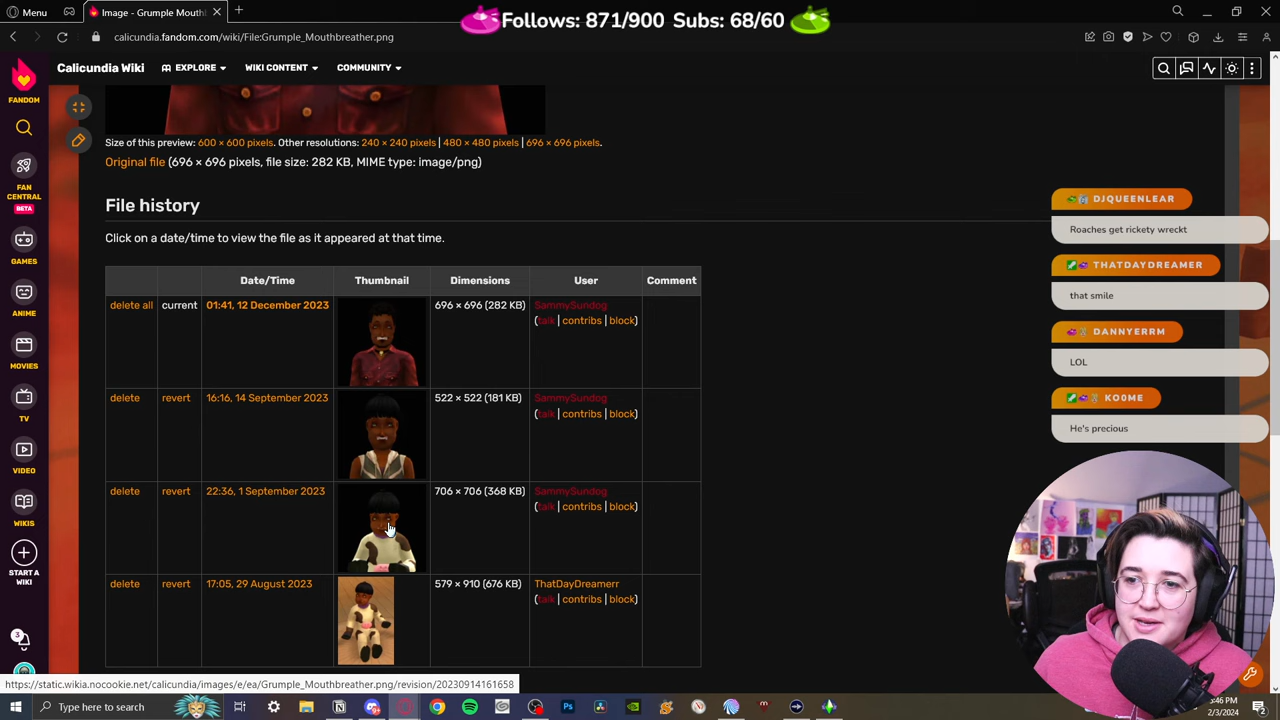 Menu
Image - Grumple Mouthb
Follows: 871/900 Subs: 68/60
calicundia.fandom.com/wiki/File:Grumple_Mouthbreather.png
FANDOM
Calicundia Wiki
EXPLORE
WIKI CONTENT
COMMUNITY
FAN CENTRAL
BETA
GAMES
ANIME
MOVIES
TV
VIDEO
WIKIS
START A WIKI
3
Size of this preview: 600 × 600 pixels. Other resolutions: 240 × 240 pixels | 480 × 480 pixels | 696 × 696 pixels.
Original file (696 × 696 pixels, file size: 282 KB, MIME type: image/png)
File history
Click on a date/time to view the file as it appeared at that time.
Date/Time Thumbnail Dimensions User Comment
delete all current 01:41, 12 December 2023 696 × 696 (282 KB) SammySundog
(talk | contribs | block)
delete revert 16:16, 14 September 2023 522 × 522 (181 KB) SammySundog
(talk | contribs | block)
delete revert 22:36, 1 September 2023 706 × 706 (368 KB) SammySundog
(talk | contribs | block)
delete revert 17:05, 29 August 2023 579 × 910 (676 KB) ThatDayDreamerr
(talk | contribs | block)
DJQUEENLEAR
Roaches get rickety wreckt
THATDAYDREAMER
that smile
DANNYERRM
LOL
KO0ME
He's precious
https://static.wikia.nocookie.net/calicundia/images/e/ea/Grumple_Mouthbreather.png/revision/20230914161658
Type here to search
:46 PM
2/3/2024